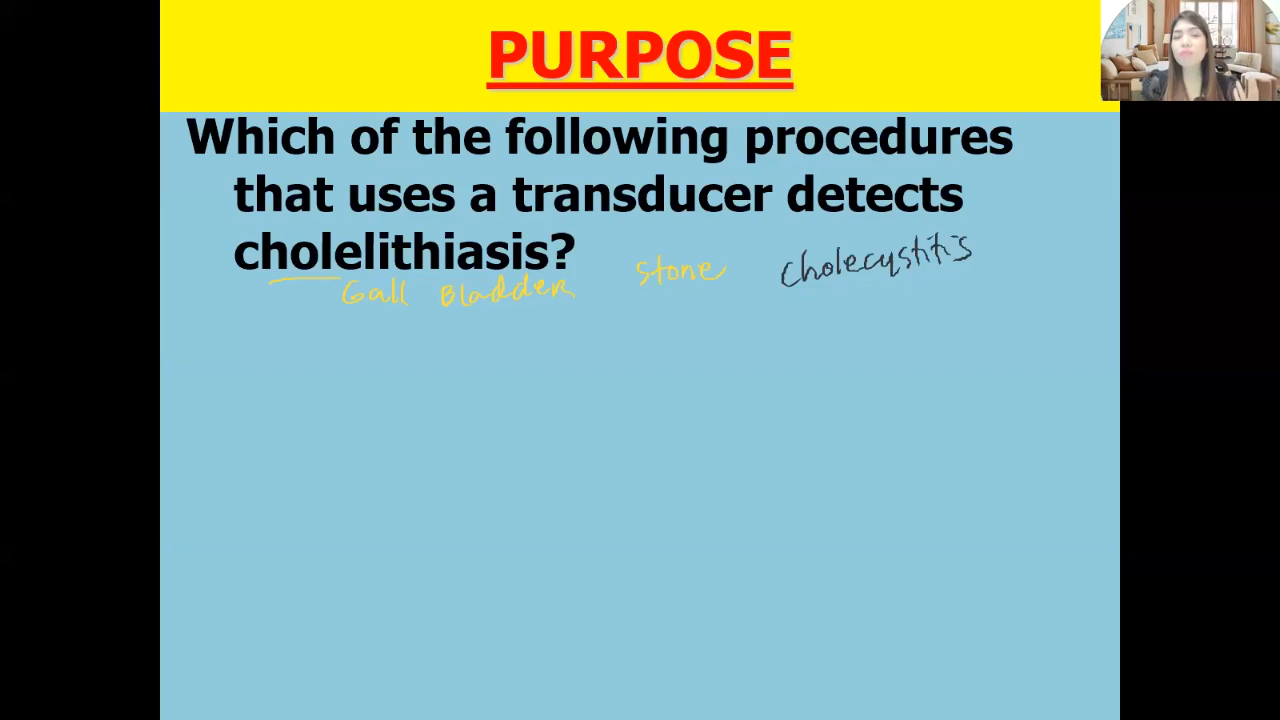 PURPOSE
Which of the following procedures
that uses a transducer detects
cholelithiasis?
Gall Bladder stone cholecystitis